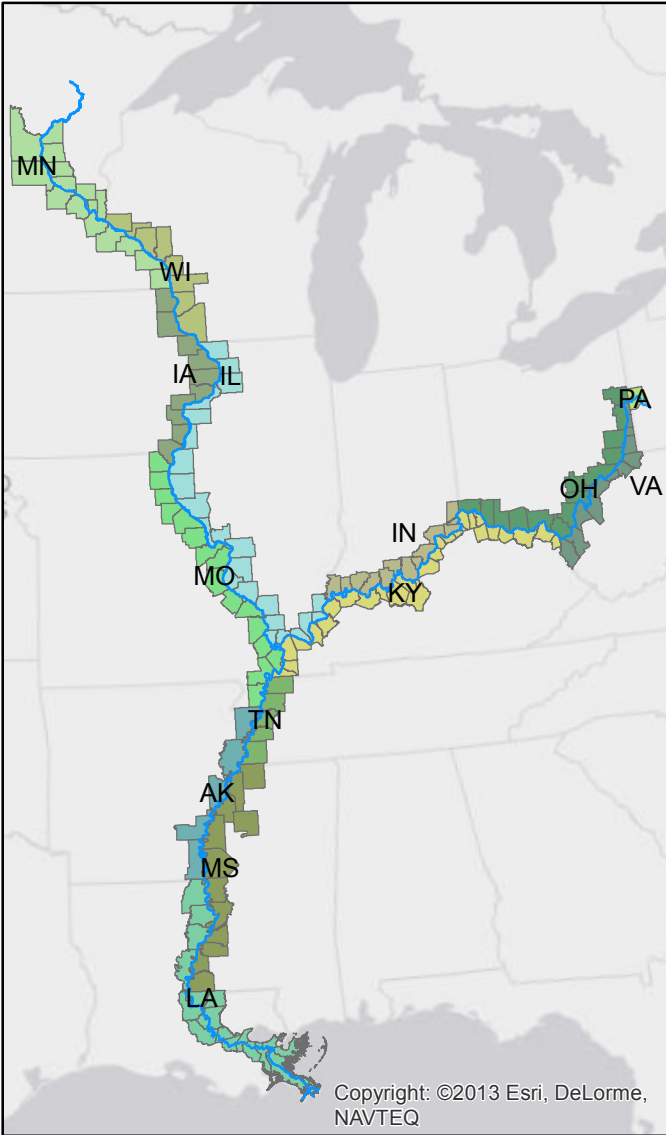 MN
WI
IA
IL
PA
OH
VA
IN
MO
KY
TN
AK
MS
LA
Copyright: ©2013 Esri, DeLorme,
NAVTEQ